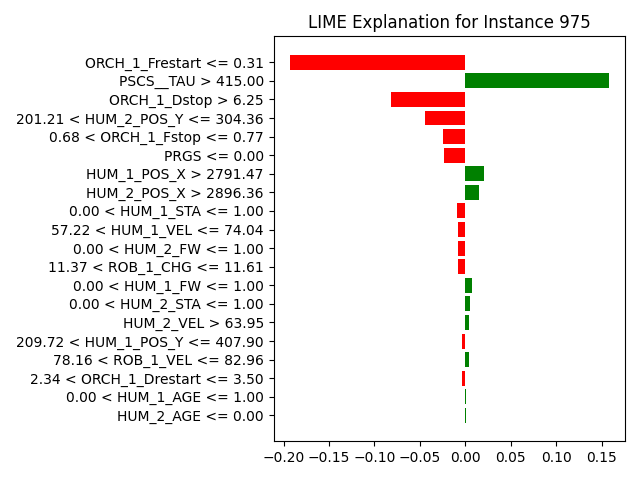 LIME Explanation for Instance 975
ORCH_1_Frestart <= 0.31
PSCS__TAU > 415.00
ORCH_1_Dstop > 6.25
201.21 < HUM_2_POS_Y <= 304.36
0.68 < ORCH_1_Fstop <= 0.77
PRGS <= 0.00
HUM_1_POS_X > 2791.47
HUM_2_POS_X > 2896.36
0.00 < HUM_1_STA <= 1.00
57.22 < HUM_1_VEL <= 74.04
0.00 < HUM_2_FW <= 1.00
11.37 < ROB_1_CHG <= 11.61
0.00 < HUM_1_FW <= 1.00
0.00 < HUM_2_STA <= 1.00
HUM_2_VEL > 63.95
209.72 < HUM_1_POS_Y <= 407.90
78.16 < ROB_1_VEL <= 82.96
2.34 < ORCH_1_Drestart <= 3.50
0.00 < HUM_1_AGE <= 1.00
HUM_2_AGE <= 0.00
−0.20 −0.15 −0.10 −0.05 0.00 0.05 0.10 0.15